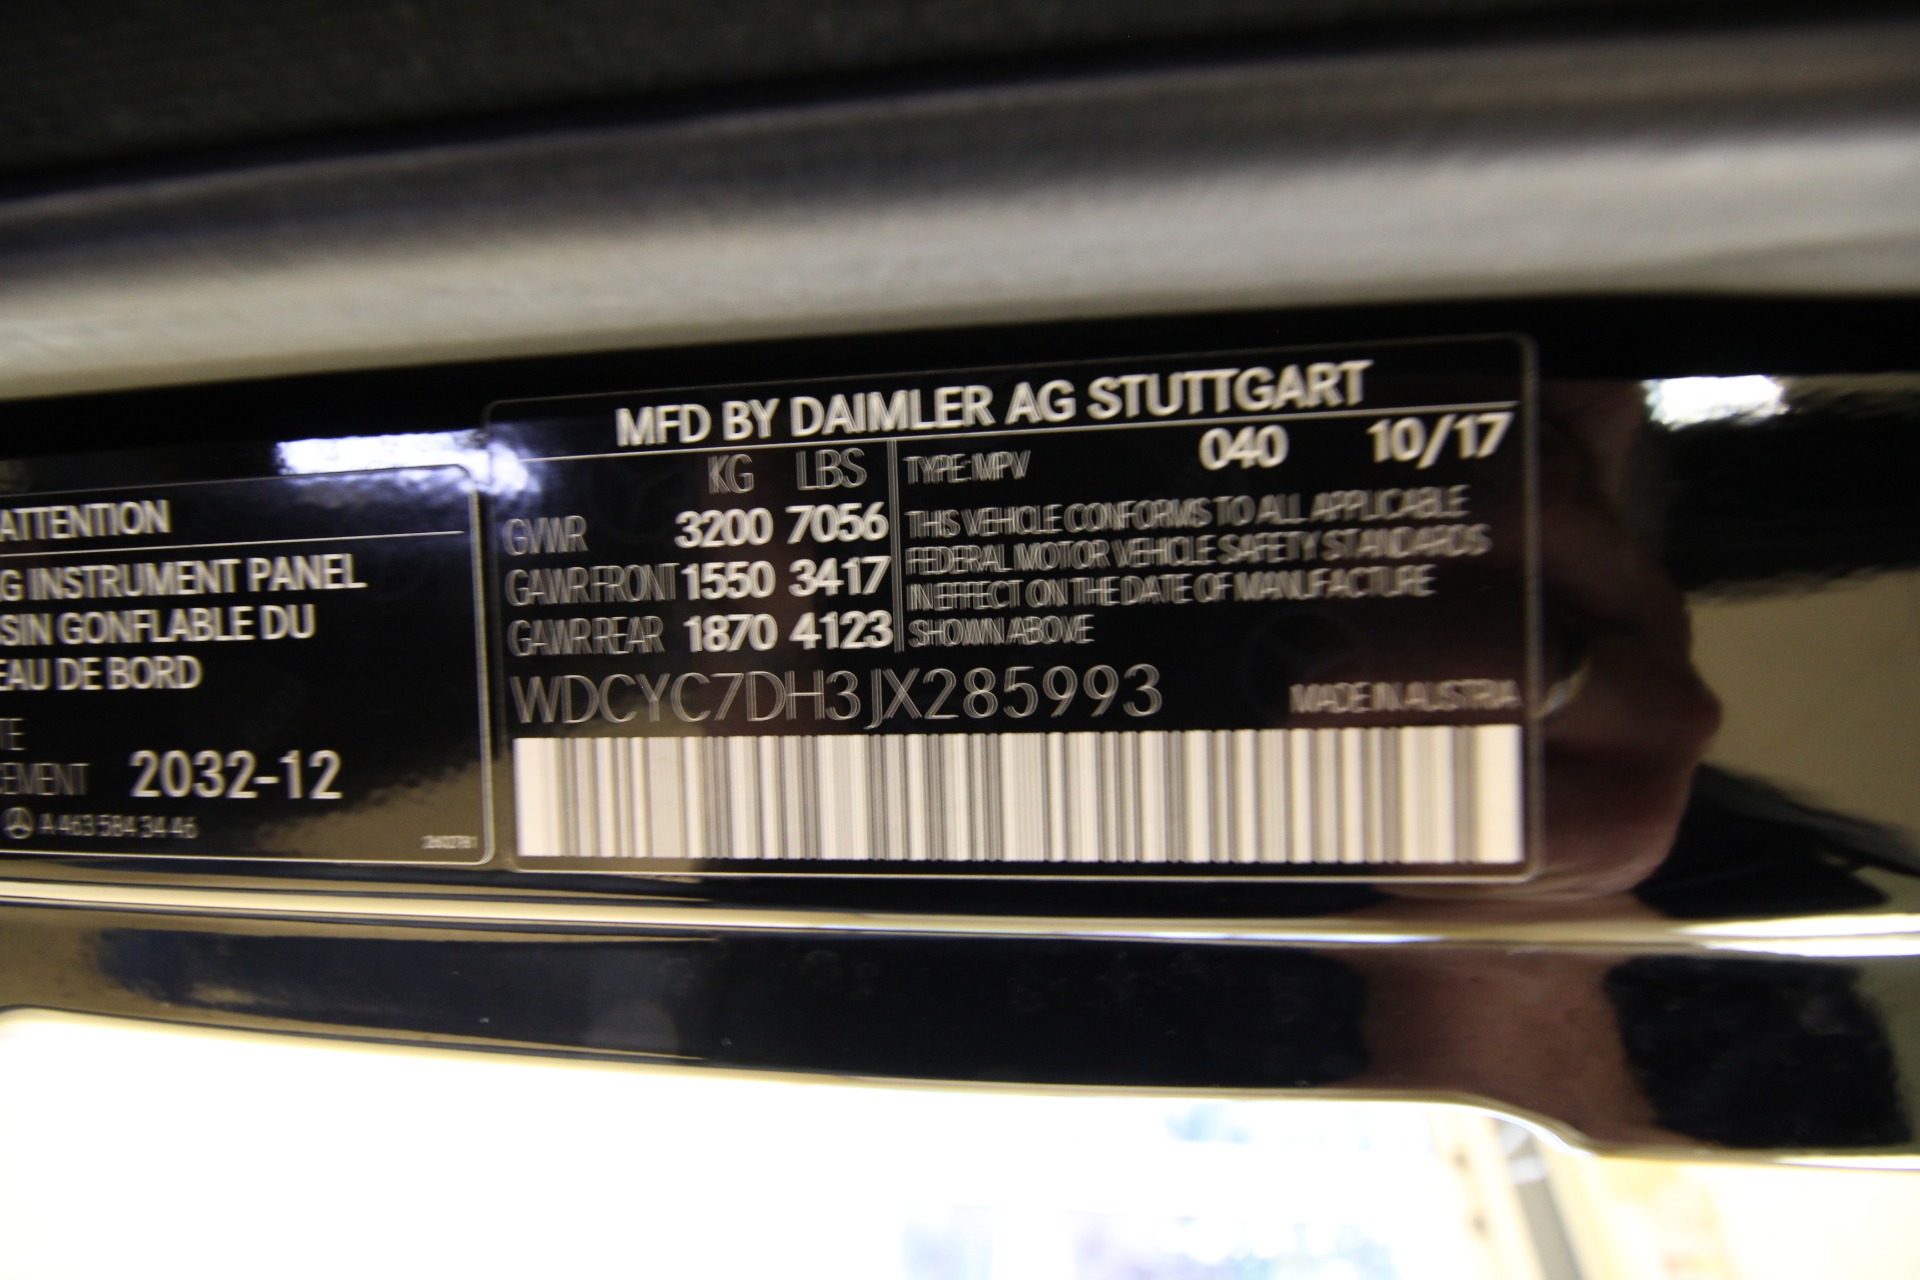 ATTENTION
G INSTRUMENT PANEL
SIN GONFLABLE DU
EAU DE BORD
TE
CEMENT 2032-12
A 463 584 34 46
MFD BY DAIMLER AG STUTTGART
KG LBS TYPE: MPV 040 10/17
GVWR 3200 7056
GAWR FRONT 1550 3417
GAWR REAR 1870 4123
THIS VEHICLE CONFORMS TO ALL APPLICABLE
FEDERAL MOTOR VEHICLE SAFETY STANDARDS
IN EFFECT ON THE DATE OF MANUFACTURE
SHOWN ABOVE
WDCYC7DH3JX285993
MADE IN AUSTRIA